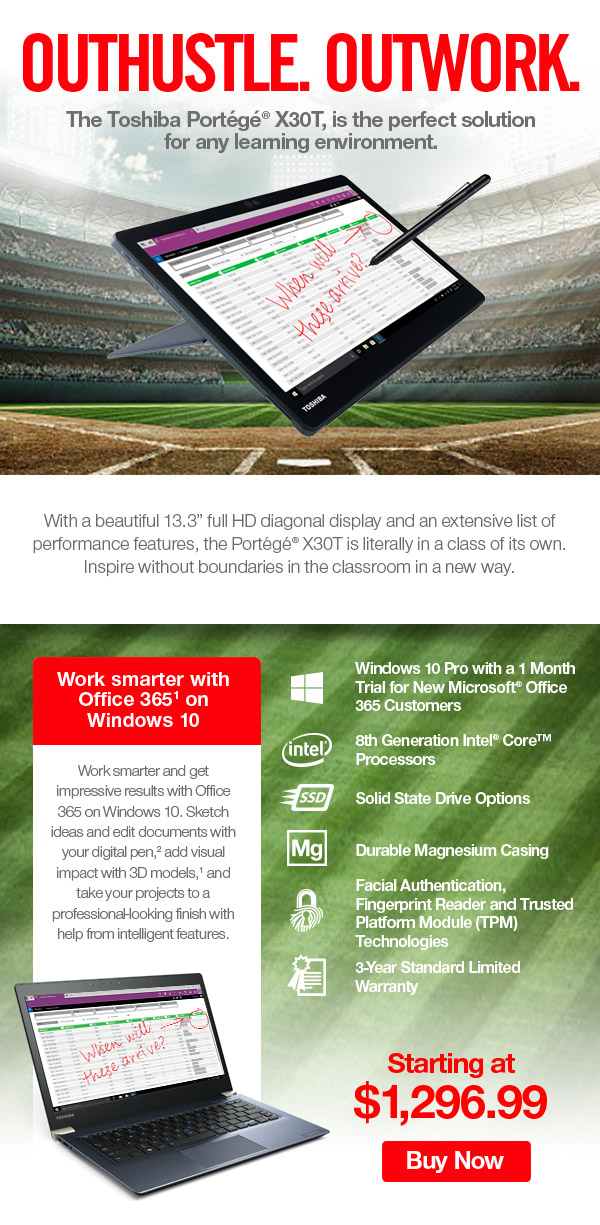 OUTHUSTLE. OUTWORK.
The Toshiba Portégé® X30T, is the perfect solution
for any learning environment.
When will
these arrive?
TOSHIBA
With a beautiful 13.3” full HD diagonal display and an extensive list of
performance features, the Portégé® X30T is literally in a class of its own.
Inspire without boundaries in the classroom in a new way.
Work smarter with
Office 365¹ on
Windows 10
Work smarter and get
impressive results with Office
365 on Windows 10. Sketch
ideas and edit documents with
your digital pen,² add visual
impact with 3D models,¹ and
take your projects to a
professional-looking finish with
help from intelligent features.
When will
these arrive?
TOSHIBA
Windows 10 Pro with a 1 Month
Trial for New Microsoft® Office
365 Customers
intel®
8th Generation Intel® Core™
Processors
SSD
Solid State Drive Options
Mg
Durable Magnesium Casing
Facial Authentication,
Fingerprint Reader and Trusted
Platform Module (TPM)
Technologies
3-Year Standard Limited
Warranty
Starting at
$1,296.99
Buy Now